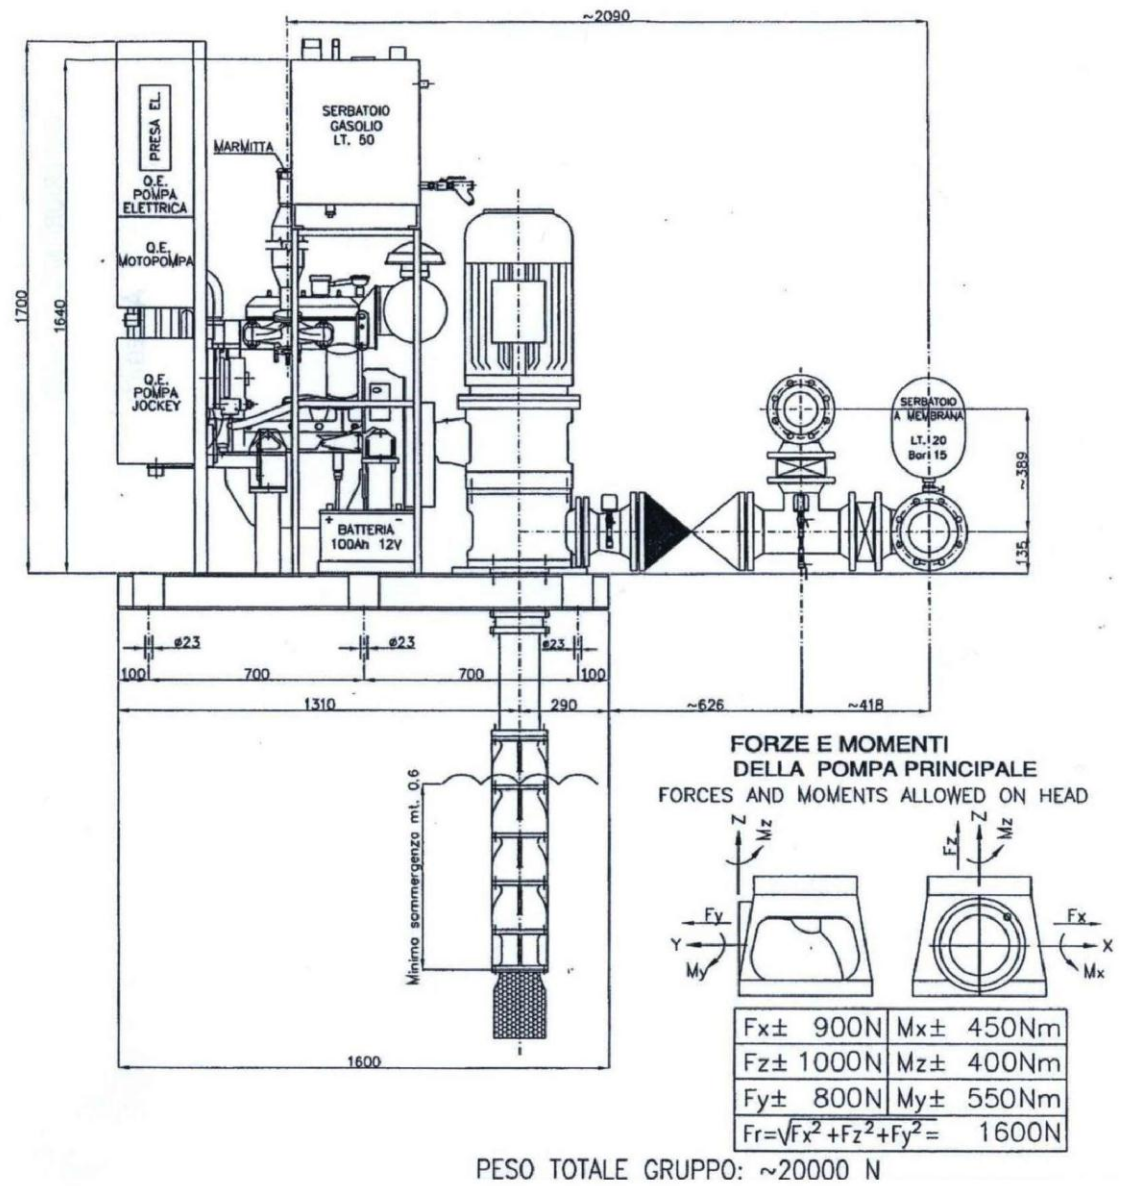 ~2090
SERBATOIO
GASOLIO
LT. 50
MARMITTA
PRESA EL.
Q.E.
POMPA
ELETTRICA
Q.E.
MOTOPOMPA
Q.E.
POMPA
JOCKEY
1700
1640
+ −
BATTERIA
100Ah 12V
SERBATOIO
A MEMBRANA
LT. 20
Bar 15
~389
135
ø23
ø23
ø23
100
700
700
100
1310
290
~626
~418
Minima sommergenza mt. 0.6
1600
FORZE E MOMENTI
DELLA POMPA PRINCIPALE
FORCES AND MOMENTS ALLOWED ON HEAD
Z
Mz
Fy
Y
My
Z
Fz
Mz
Fx
X
Mx
Fx± 900N Mx± 450Nm
Fz± 1000N Mz± 400Nm
Fy± 800N My± 550Nm
Fr=√Fx²+Fz²+Fy²= 1600N
PESO TOTALE GRUPPO: ~20000 N